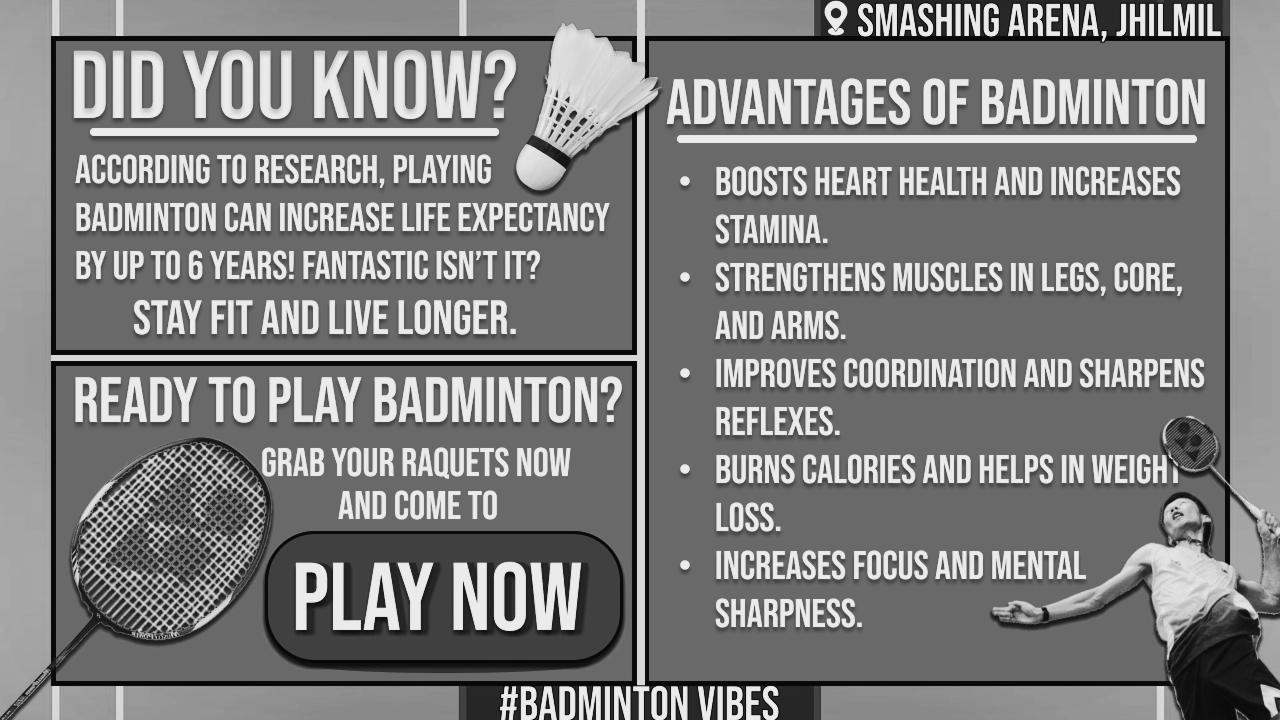 SMASHING ARENA, JHILMIL
DID YOU KNOW?
ACCORDING TO RESEARCH, PLAYING
BADMINTON CAN INCREASE LIFE EXPECTANCY
BY UP TO 6 YEARS! FANTASTIC ISN'T IT?
STAY FIT AND LIVE LONGER.
READY TO PLAY BADMINTON?
GRAB YOUR RAQUETS NOW
AND COME TO
PLAY NOW
ADVANTAGES OF BADMINTON
• BOOSTS HEART HEALTH AND INCREASES
STAMINA.
• STRENGTHENS MUSCLES IN LEGS, CORE,
AND ARMS.
• IMPROVES COORDINATION AND SHARPENS
REFLEXES.
• BURNS CALORIES AND HELPS IN WEIGHT
LOSS.
• INCREASES FOCUS AND MENTAL
SHARPNESS.
#BADMINTON VIBES